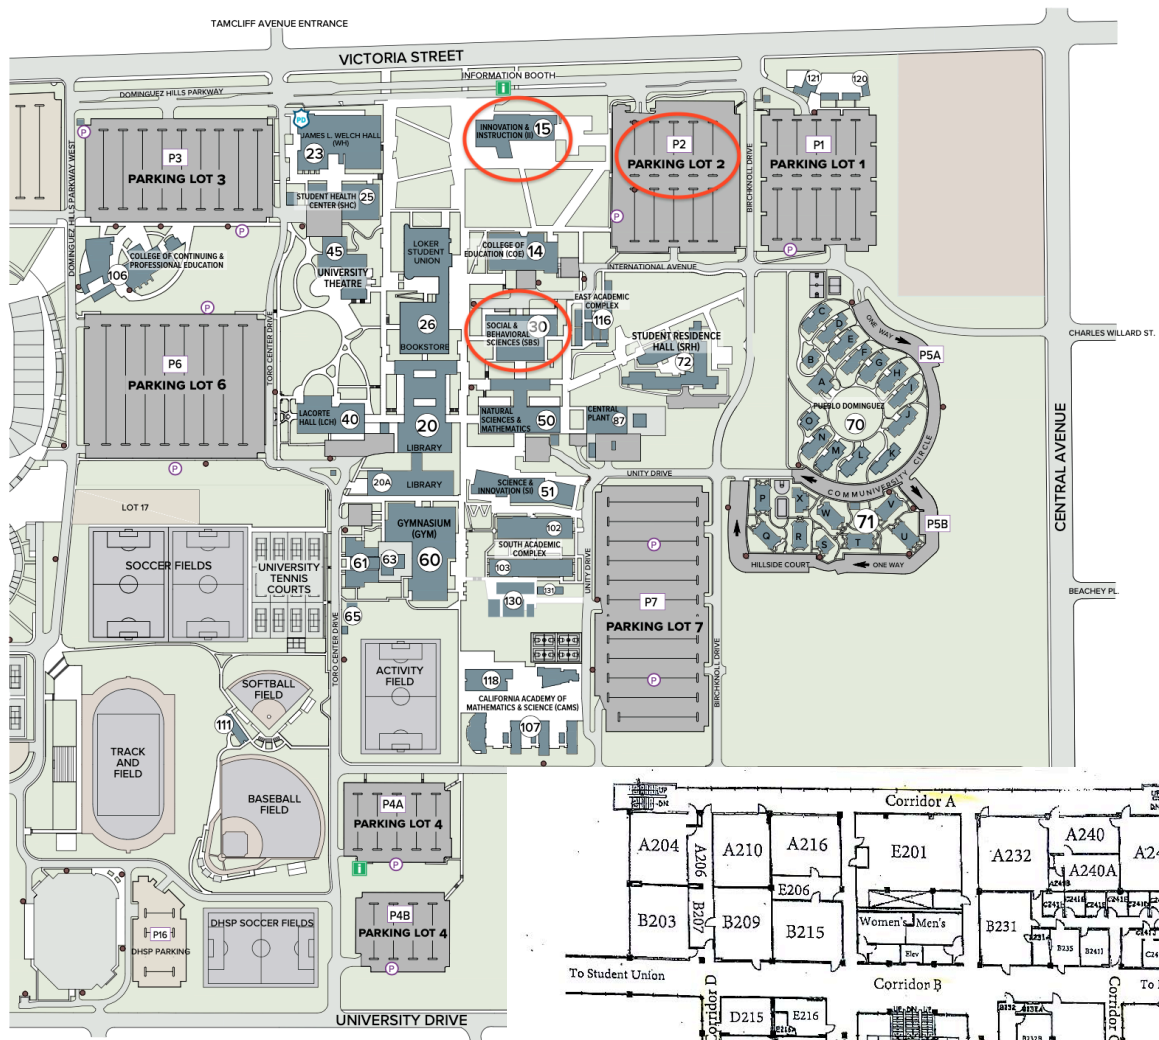 TAMCLIFF AVENUE ENTRANCE
VICTORIA STREET
INFORMATION BOOTH
DOMINGUEZ HILLS PARKWAY
DOMINGUEZ HILLS PARKWAY WEST
121
120
PD
P
P3
PARKING LOT 3
JAMES L. WELCH HALL
(WH)
23
INNOVATION &
INSTRUCTION (II)
15
P2
PARKING LOT 2
BIRCHKNOLL DRIVE
P1
PARKING LOT 1
STUDENT HEALTH
CENTER (SHC)
25
P
P
P
COLLEGE OF CONTINUING &
PROFESSIONAL EDUCATION
106
45
UNIVERSITY
THEATRE
LOKER
STUDENT
UNION
COLLEGE OF
EDUCATION (COE)
14
INTERNATIONAL AVENUE
P
TORO CENTER DRIVE
26
BOOKSTORE
SOCIAL &
BEHAVIORAL
SCIENCES (SBS)
30
EAST ACADEMIC
COMPLEX
116
STUDENT RESIDENCE
HALL (SRH)
72
ONE WAY
CHARLES WILLARD ST.
P5A
P6
PARKING LOT 6
C
D
E
F
G
H
I
B
A
J
O
N
M
L
K
PUEBLO DOMINGUEZ
70
LACORTE
HALL (LCH)
40
20
LIBRARY
NATURAL
SCIENCES &
MATHEMATICS
50
CENTRAL
PLANT
87
COMMUNIVERSITY CIRCLE
CENTRAL AVENUE
P
UNITY DRIVE
20A
LIBRARY
SCIENCE &
INNOVATION (SI)
51
P
X
W
V
Q
R
S
T
U
71
P5B
LOT 17
SOCCER FIELDS
UNIVERSITY
TENNIS
COURTS
GYMNASIUM
(GYM)
60
61
63
102
SOUTH ACADEMIC
COMPLEX
103
130
131
UNITY DRIVE
P
HILLSIDE COURT
ONE WAY
BEACHEY PL.
65
P7
PARKING LOT 7
P
BIRCHKNOLL DRIVE
TORO CENTER DRIVE
ACTIVITY
FIELD
118
CALIFORNIA ACADEMY OF
MATHEMATICS & SCIENCE (CAMS)
107
SOFTBALL
FIELD
111
TRACK
AND
FIELD
BASEBALL
FIELD
P4A
PARKING LOT 4
P
P4B
PARKING LOT 4
P
P16
DHSP PARKING
DHSP SOCCER FIELDS
UNIVERSITY DRIVE
UP
DN
Corridor A
A204
A206
A210
A216
E201
A232
A240
A240A
E206
B203
B207
B209
B215
Women's
Men's
Elev
B231
B235
To Student Union
Corridor B
Corridor D
D215
E216